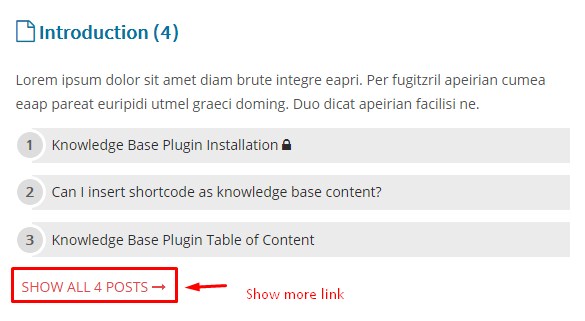 Introduction (4)
Lorem ipsum dolor sit amet diam brute integre eapri. Per fugitzril apeirian cumea
eaap pareat euripidi utmel graeci doming. Duo dicat apeirian facilisi ne.
1 Knowledge Base Plugin Installation
2 Can I insert shortcode as knowledge base content?
3 Knowledge Base Plugin Table of Content
SHOW ALL 4 POSTS → Show more link